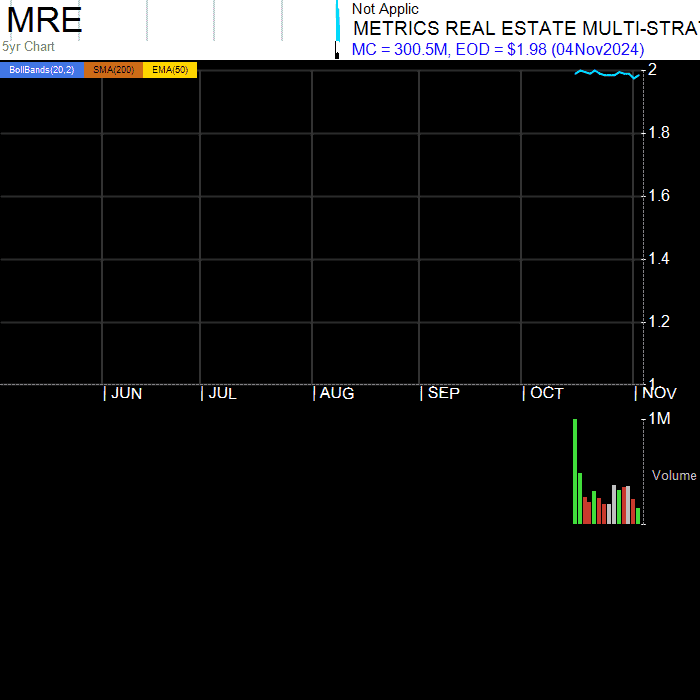 MRE
5yr Chart
Not Applic
METRICS REAL ESTATE MULTI-STRA
MC = 300.5M, EOD = $1.98 (04Nov2024)
BollBands(20,2) SMA(200) EMA(50)
2
1.8
1.6
1.4
1.2
1
| JUN | JUL | AUG | SEP | OCT | NOV
1M
Volume